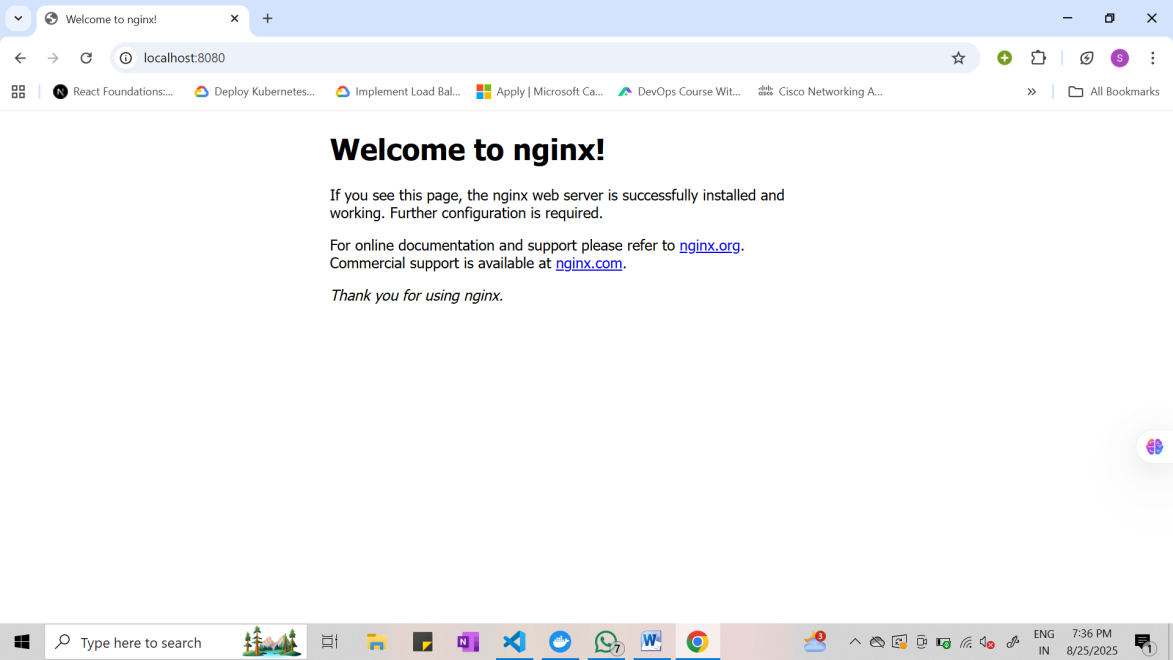 Welcome to nginx!
localhost:8080
S
N
React Foundations:...
Deploy Kubernetes...
Implement Load Bal...
Apply | Microsoft Ca...
DevOps Course Wit...
Cisco Networking A...
All Bookmarks
Welcome to nginx!
If you see this page, the nginx web server is successfully installed and
working. Further configuration is required.
For online documentation and support please refer to nginx.org.
Commercial support is available at nginx.com.
Thank you for using nginx.
Type here to search
N
7
W
3
ENG
IN
7:36 PM
8/25/2025
1